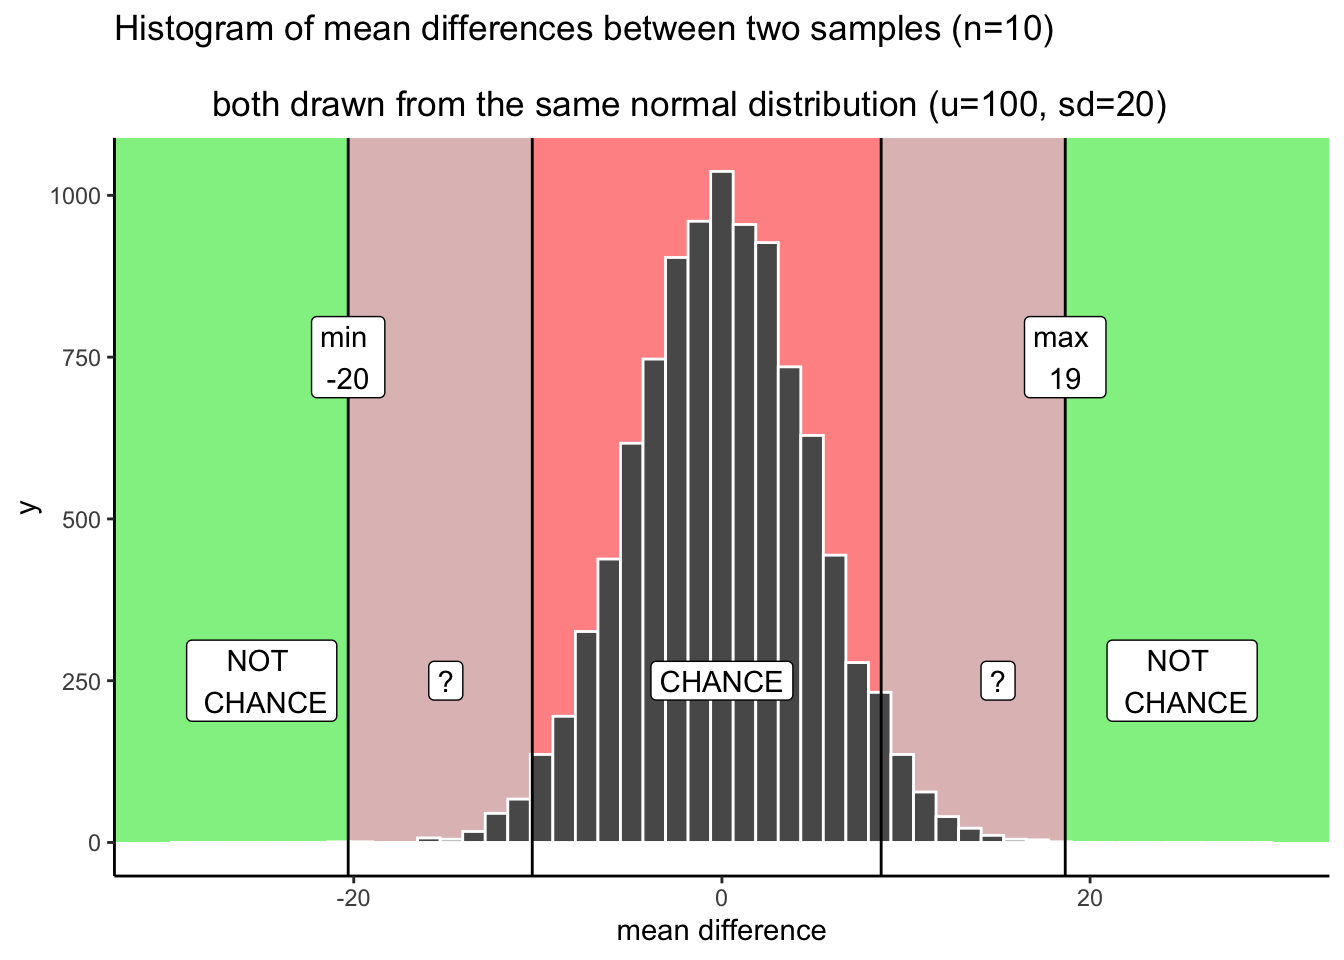 Histogram of mean differences between two samples (n=10)
both drawn from the same normal distribution (u=100, sd=20)
1000
750
500
250
0
y
min
-20
max
19
NOT
CHANCE
?
CHANCE
?
NOT
CHANCE
-20
0
20
mean difference